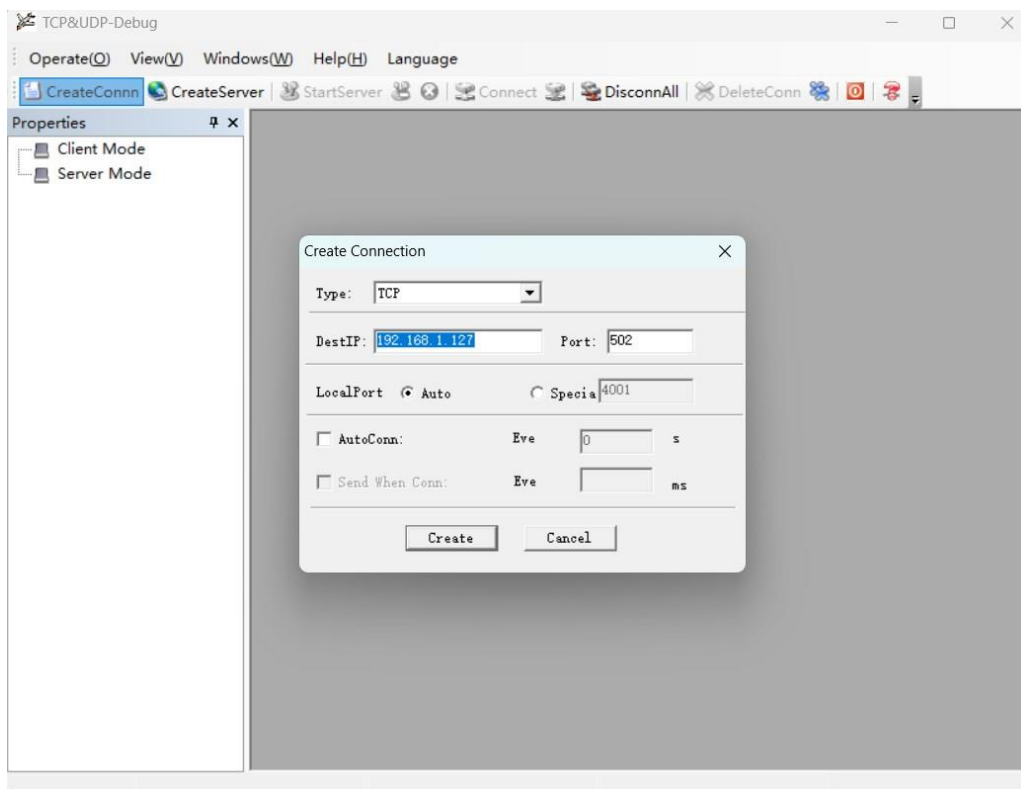 TCP&UDP-Debug
Operate(O) View(V) Windows(W) Help(H) Language
CreateConnn CreateServer StartServer Connect DisconnAll DeleteConn
Properties
Client Mode
Server Mode
Create Connection
Type: TCP
DestIP: 192.168.1.127 Port: 502
LocalPort Auto Specia 4001
AutoConn: Eve 0 s
Send When Conn: Eve ms
Create Cancel